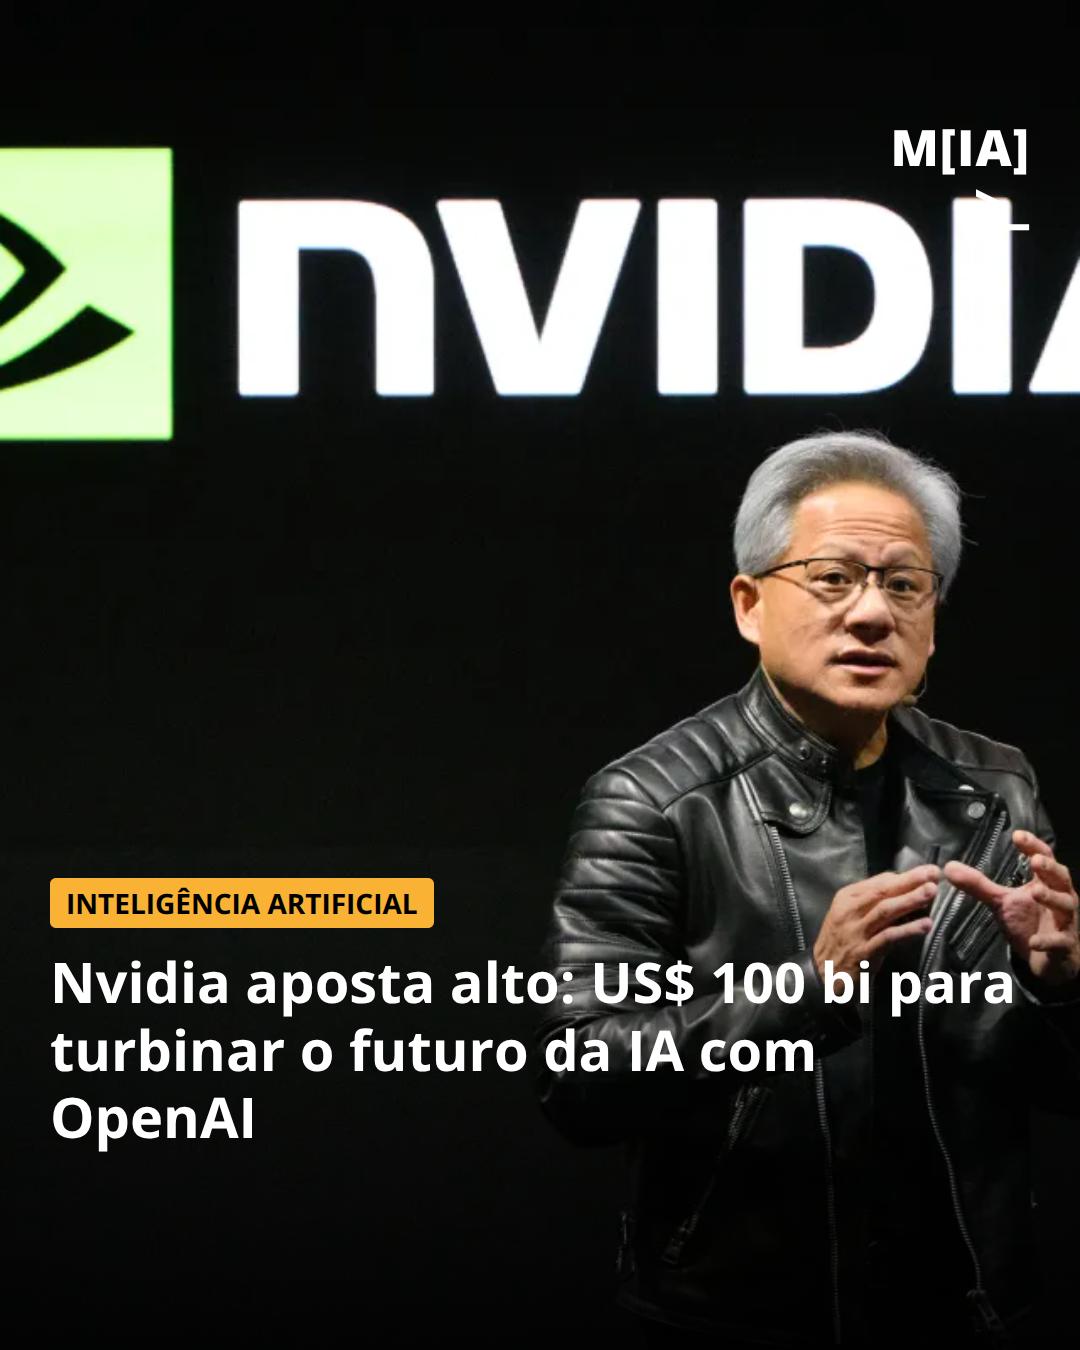 M[IA]
nVIDIA
INTELIGÊNCIA ARTIFICIAL
Nvidia aposta alto: US$ 100 bi para
turbinar o futuro da IA com
OpenAI